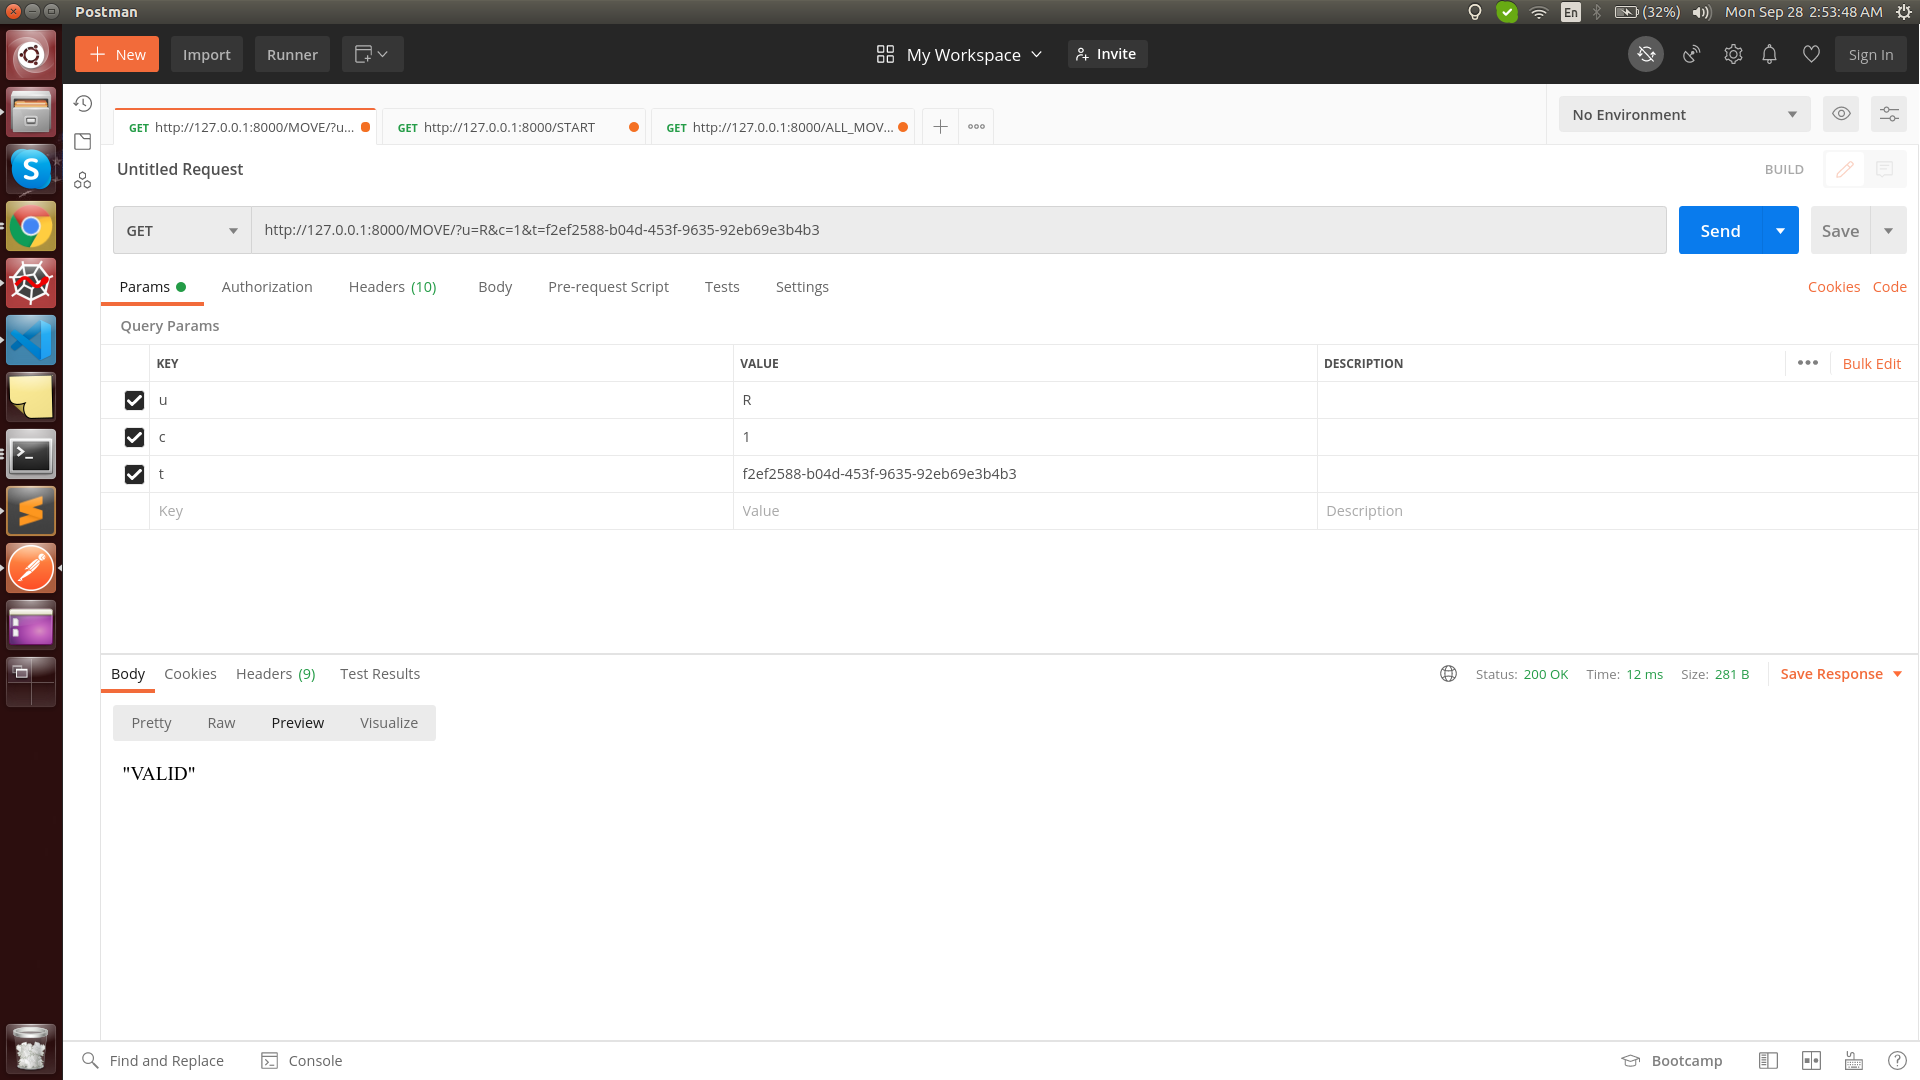 Postman
En
(32%)
Mon Sep 28 2:53:48 AM
New
Import
Runner
My Workspace
Invite
Sign In
GET http://127.0.0.1:8000/MOVE/?u...
GET http://127.0.0.1:8000/START
GET http://127.0.0.1:8000/ALL_MOV...
No Environment
Untitled Request
BUILD
GET
http://127.0.0.1:8000/MOVE/?u=R&c=1&t=f2ef2588-b04d-453f-9635-92eb69e3b4b3
Send
Save
Params
Authorization
Headers (10)
Body
Pre-request Script
Tests
Settings
Cookies
Code
Query Params
KEY
VALUE
DESCRIPTION
Bulk Edit
u
R
c
1
t
f2ef2588-b04d-453f-9635-92eb69e3b4b3
Key
Value
Description
Body
Cookies
Headers (9)
Test Results
Status: 200 OK
Time: 12 ms
Size: 281 B
Save Response
Pretty
Raw
Preview
Visualize
"VALID"
Find and Replace
Console
Bootcamp